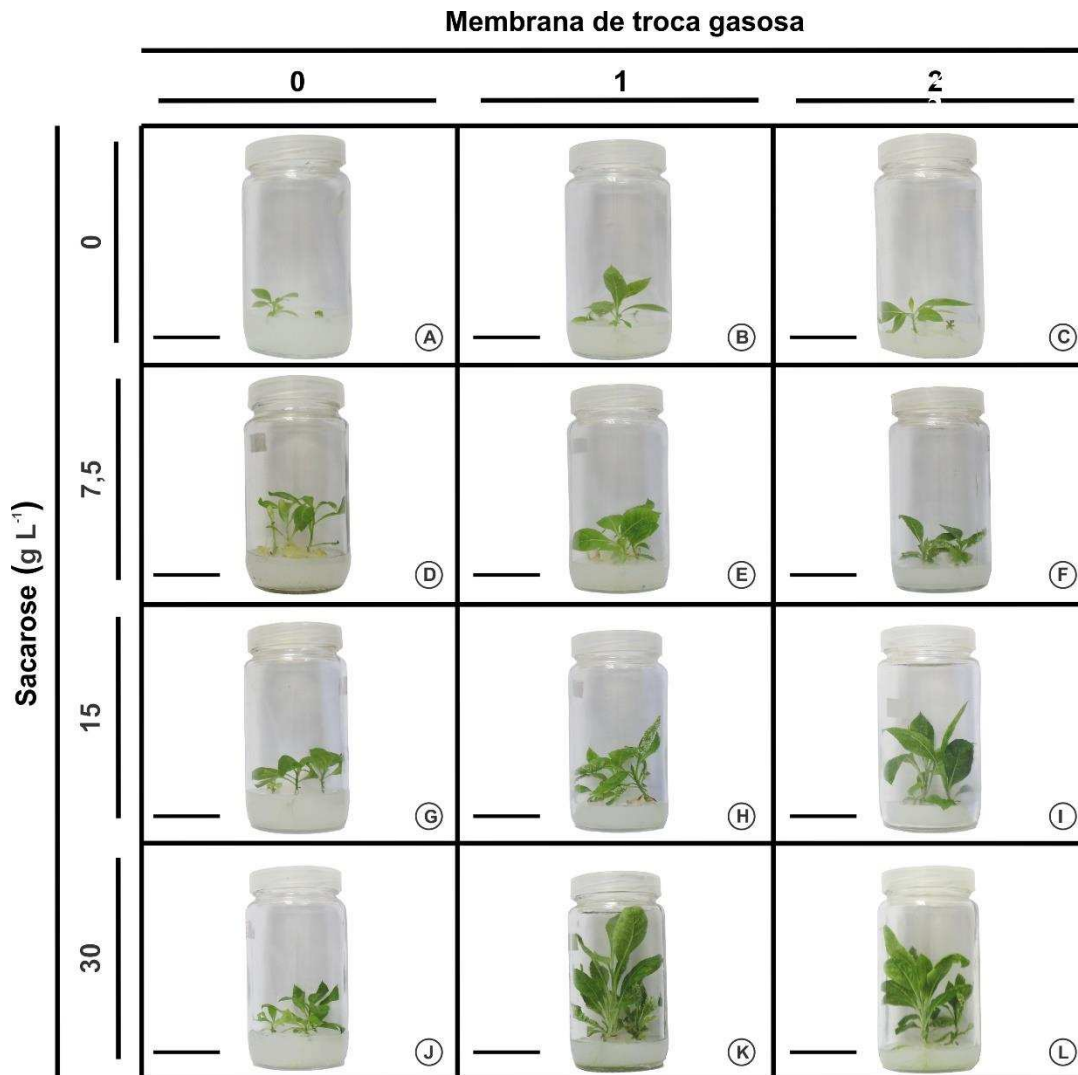 Membrana de troca gasosa
0 1 2
Sacarose (g L⁻¹)
0
A B C
7,5
D E F
15
G H I
30
J K L